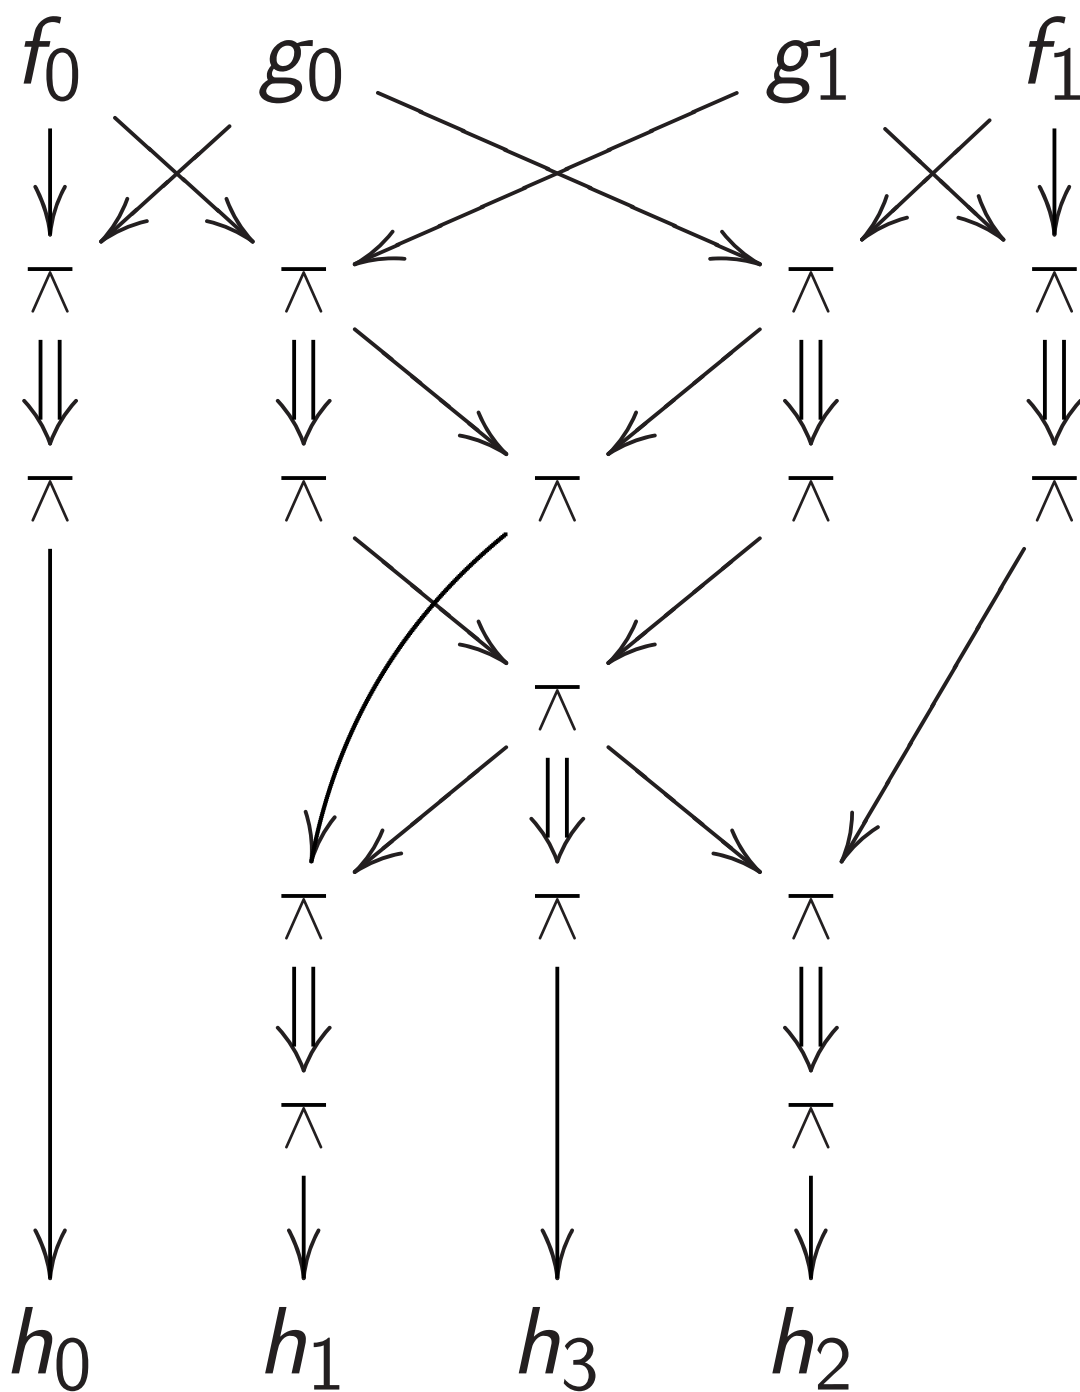 f₀ g₀ g₁ f₁
⊼ ⊼ ⊼ ⊼
⊼ ⊼ ⊼ ⊼ ⊼
⊼
⊼ ⊼ ⊼
⊼ ⊼
h₀ h₁ h₃ h₂